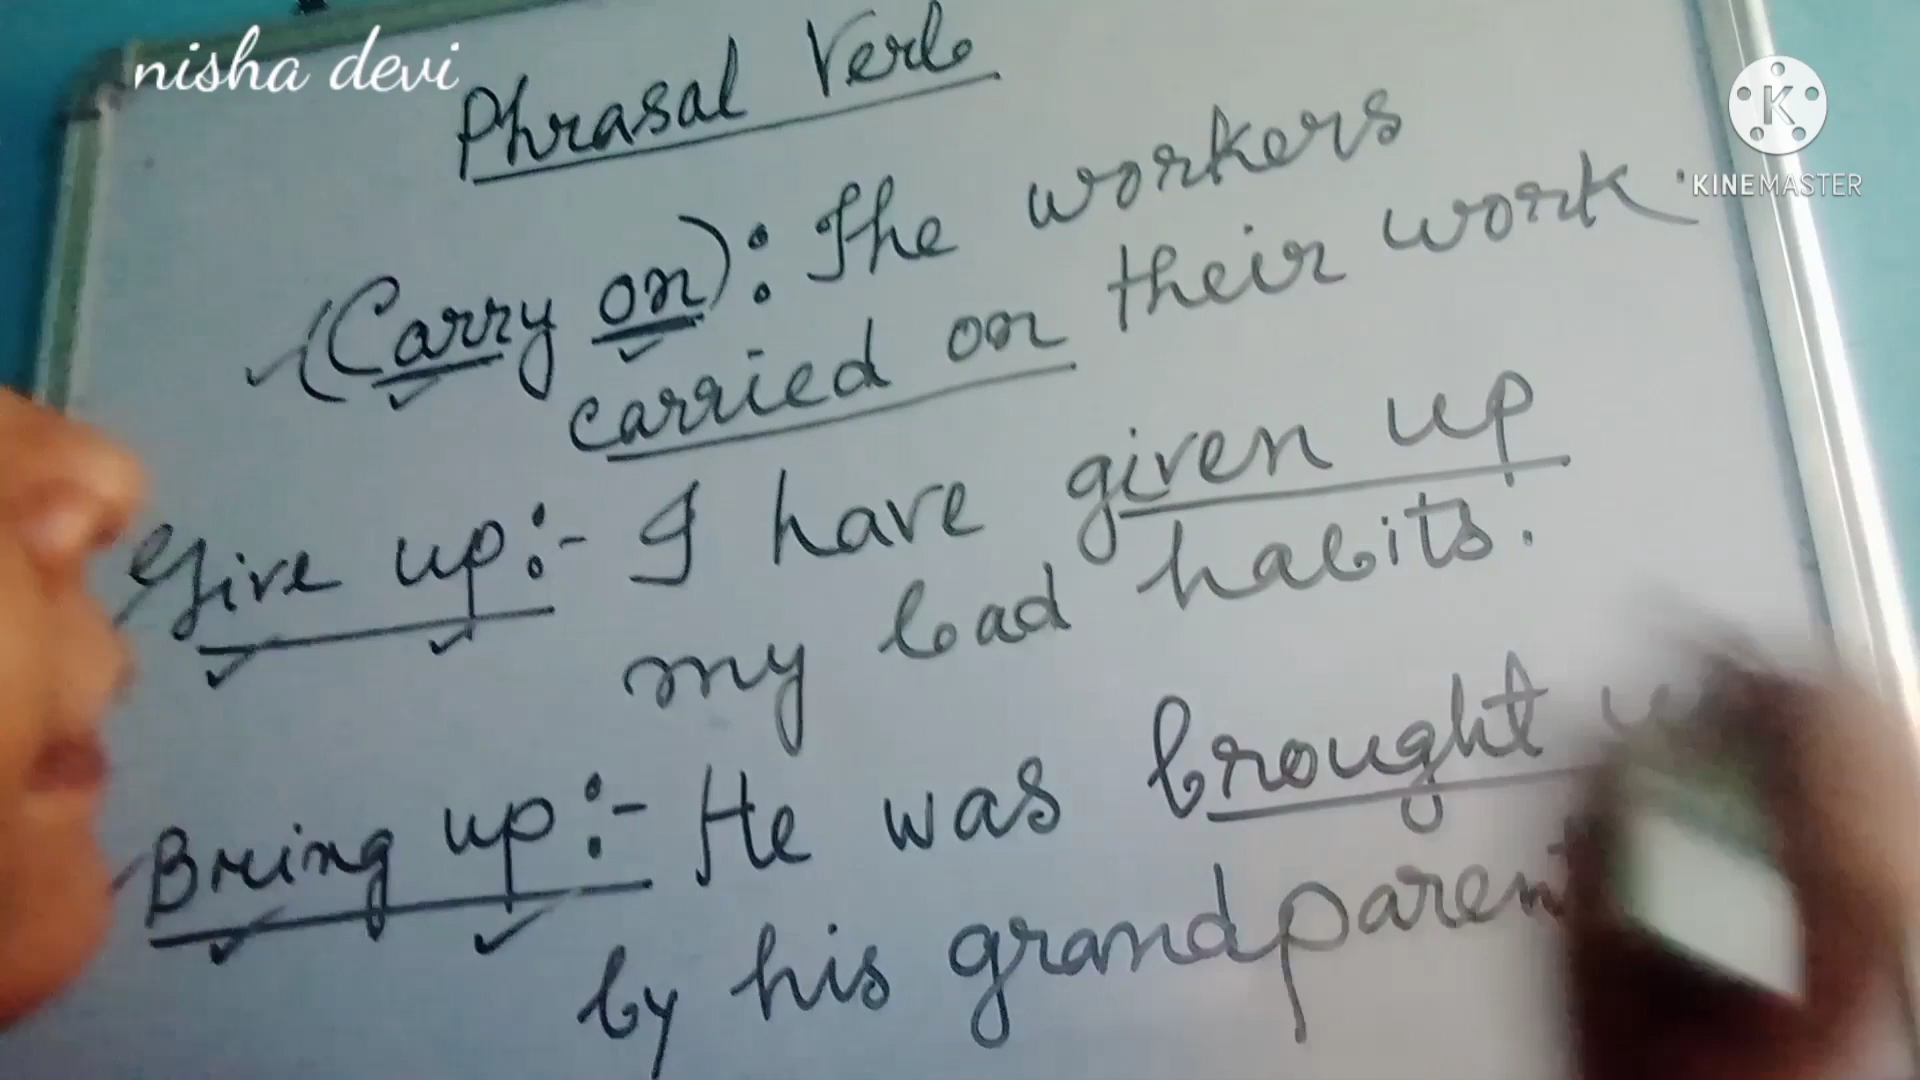 nisha devi
Phrasal Verb
KINEMASTER
(Carry on): The workers
carried on their work.
Give up:- I have given up
my bad habits.
Bring up:- He was brought
by his grandparent